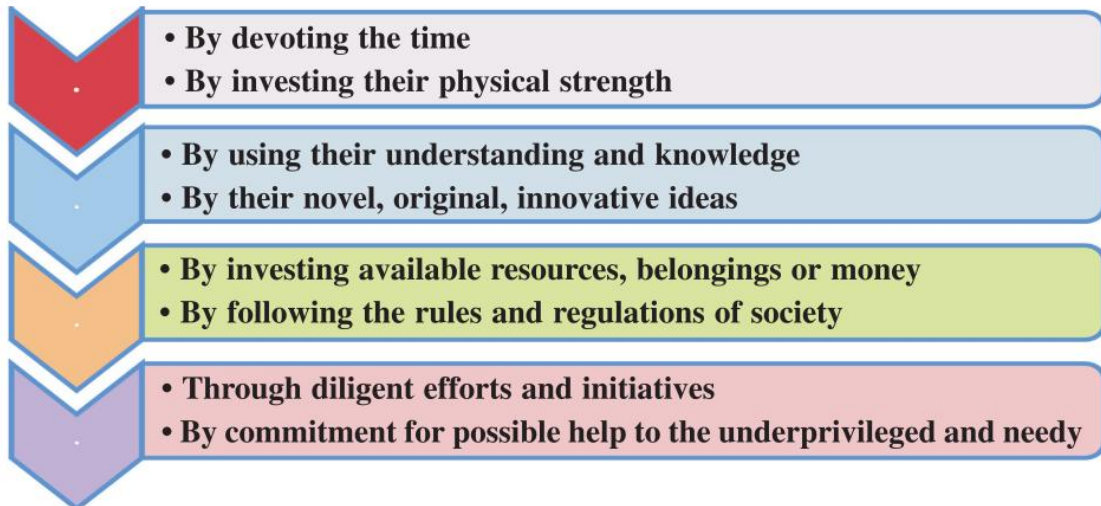 • By devoting the time
• By investing their physical strength
• By using their understanding and knowledge
• By their novel, original, innovative ideas
• By investing available resources, belongings or money
• By following the rules and regulations of society
• Through diligent efforts and initiatives
• By commitment for possible help to the underprivileged and needy